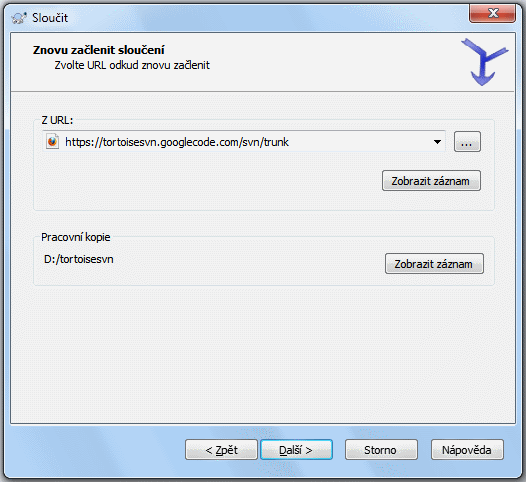 Sloučit
Znovu začlenit sloučení
Zvolte URL odkud znovu začlenit
Z URL:
https://tortoisesvn.googlecode.com/svn/trunk
...
Zobrazit záznam
Pracovní kopie
D:/tortoisesvn
Zobrazit záznam
< Zpět
Další >
Storno
Nápověda